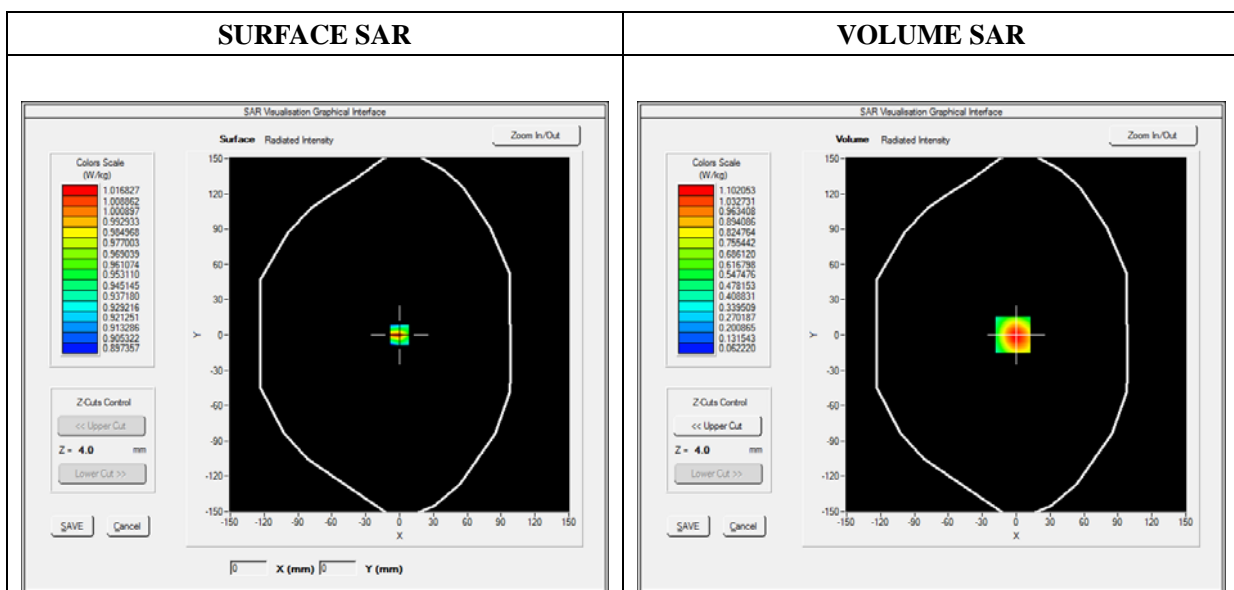 SURFACE SAR
VOLUME SAR
SAR Visualisation Graphical Interface
Surface Radiated Intensity
Zoom In/Out
Colors Scale
(W/kg)
1.016827
1.008862
1.000897
0.992933
0.984968
0.977003
0.969039
0.961074
0.953110
0.945145
0.937180
0.929216
0.921251
0.913286
0.905322
0.897357
Z-Cuts Control
<< Upper Cut
Z = 4.0 mm
Lower Cut >>
SAVE Cancel
150
120
90
60
30
0
-30
-60
-90
-120
-150
Y
-150 -120 -90 -60 -30 0 30 60 90 120 150
X
0 X (mm) 0 Y (mm)
SAR Visualisation Graphical Interface
Volume Radiated Intensity
Zoom In/Out
Colors Scale
(W/kg)
1.102053
1.032731
0.963408
0.894086
0.824764
0.755442
0.686120
0.616798
0.547476
0.478153
0.408831
0.339509
0.270187
0.200865
0.131543
0.062220
Z-Cuts Control
<< Upper Cut
Z = 4.0 mm
Lower Cut >>
SAVE Cancel
150
120
90
60
30
0
-30
-60
-90
-120
-150
Y
-150 -120 -90 -60 -30 0 30 60 90 120 150
X